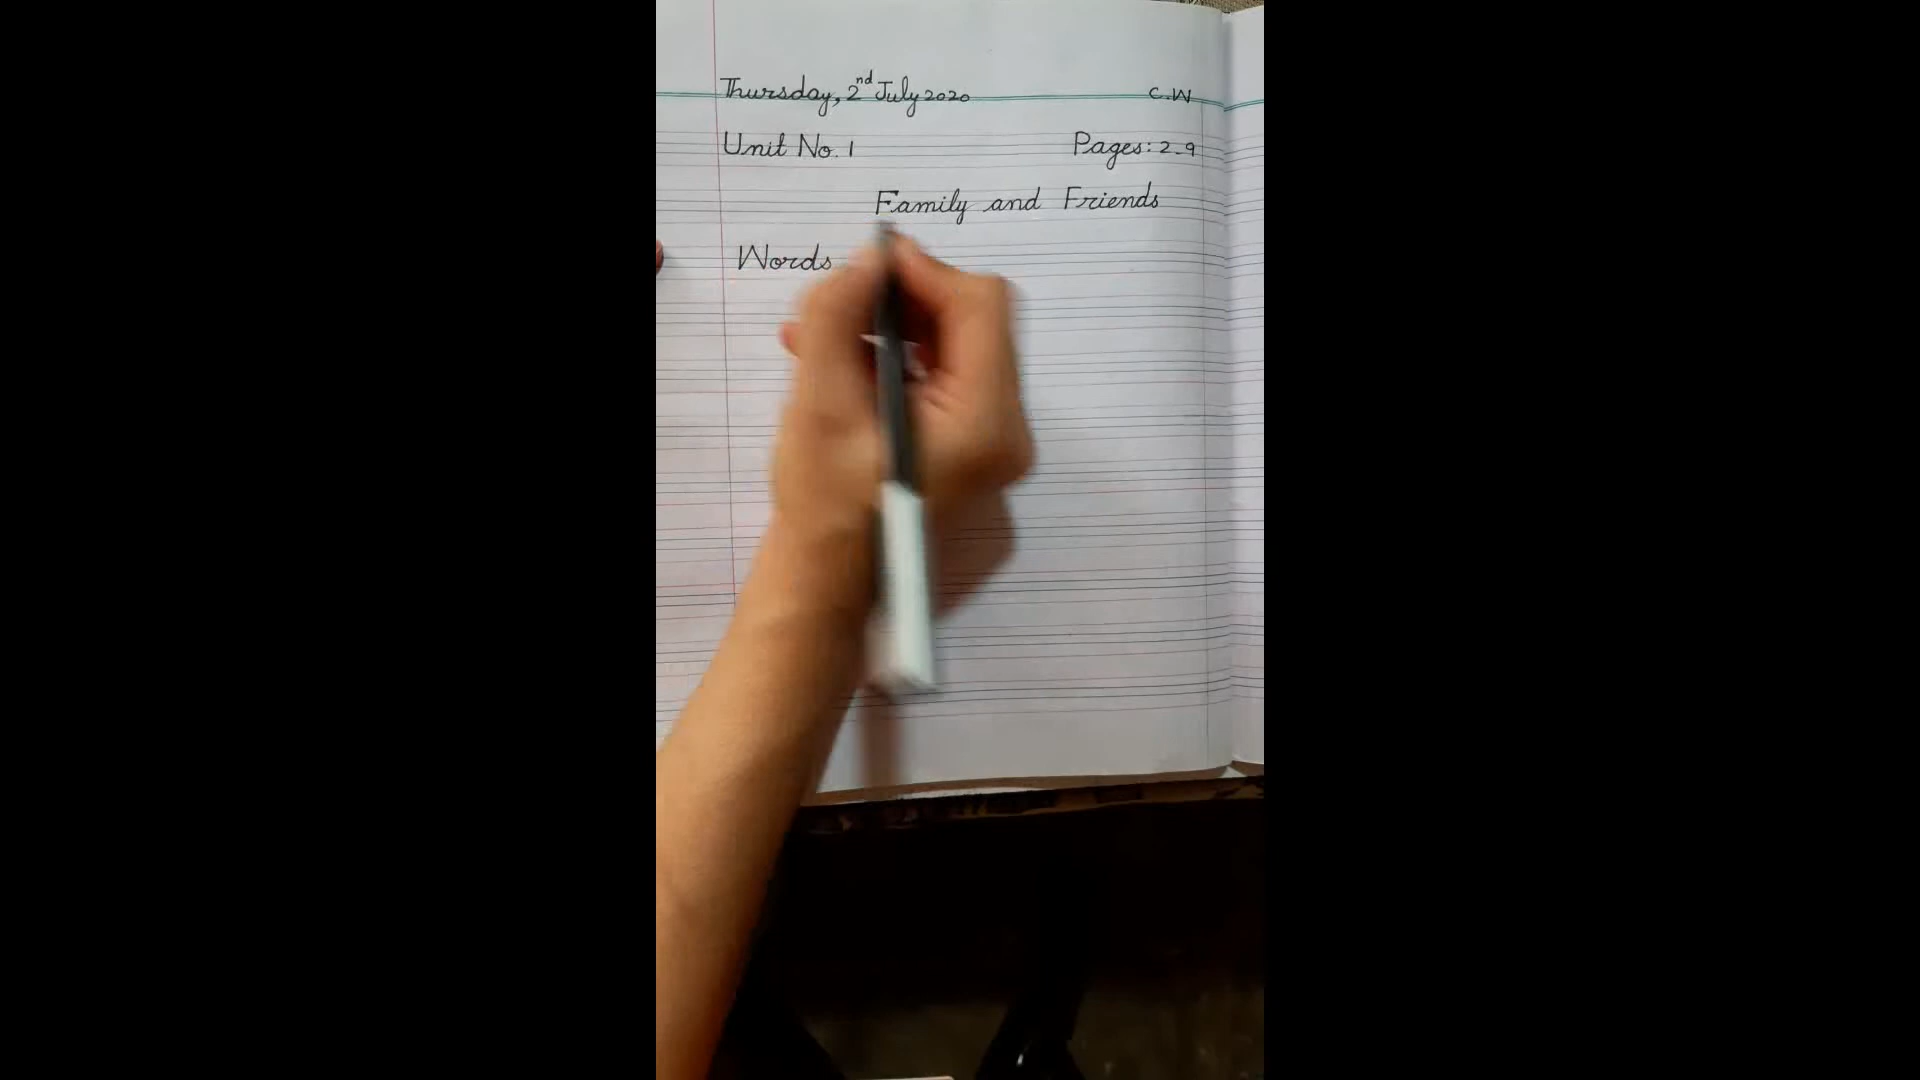 Thursday, 2nd July 2020 C.W
Unit No. 1 Pages: 2-9
Family and Friends
Words